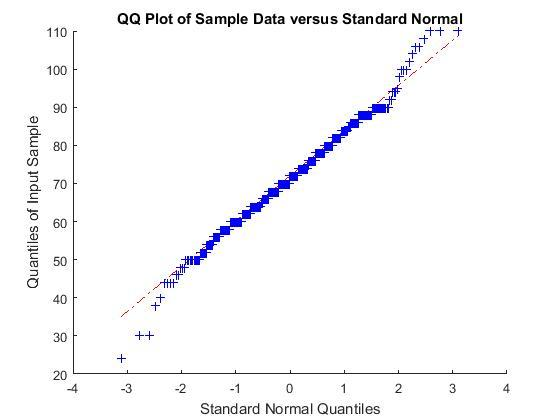 QQ Plot of Sample Data versus Standard Normal
110
100
90
80
70
60
50
40
30
20
Quantiles of Input Sample
-4 -3 -2 -1 0 1 2 3 4
Standard Normal Quantiles